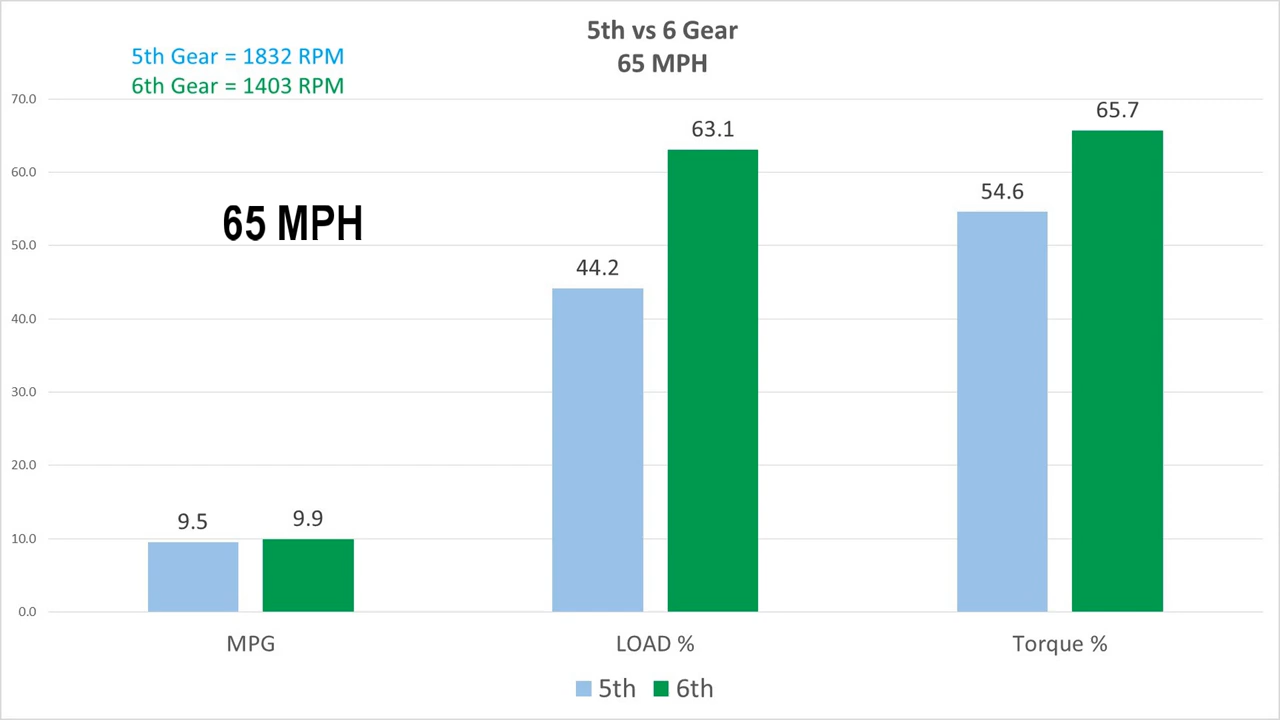 5th vs 6 Gear
65 MPH
5th Gear = 1832 RPM
6th Gear = 1403 RPM
70.0
60.0
50.0
40.0
30.0
20.0
10.0
0.0
65 MPH
9.5
9.9
44.2
63.1
54.6
65.7
MPG
LOAD %
Torque %
5th
6th